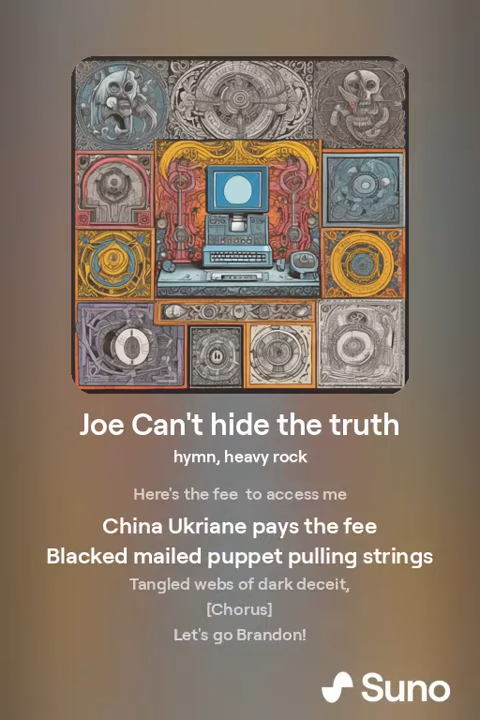 Joe Can't hide the truth
hymn, heavy rock
Here's the fee to access me
China Ukriane pays the fee
Blacked mailed puppet pulling strings
Tangled webs of dark deceit,
[Chorus]
Let's go Brandon!
Suno